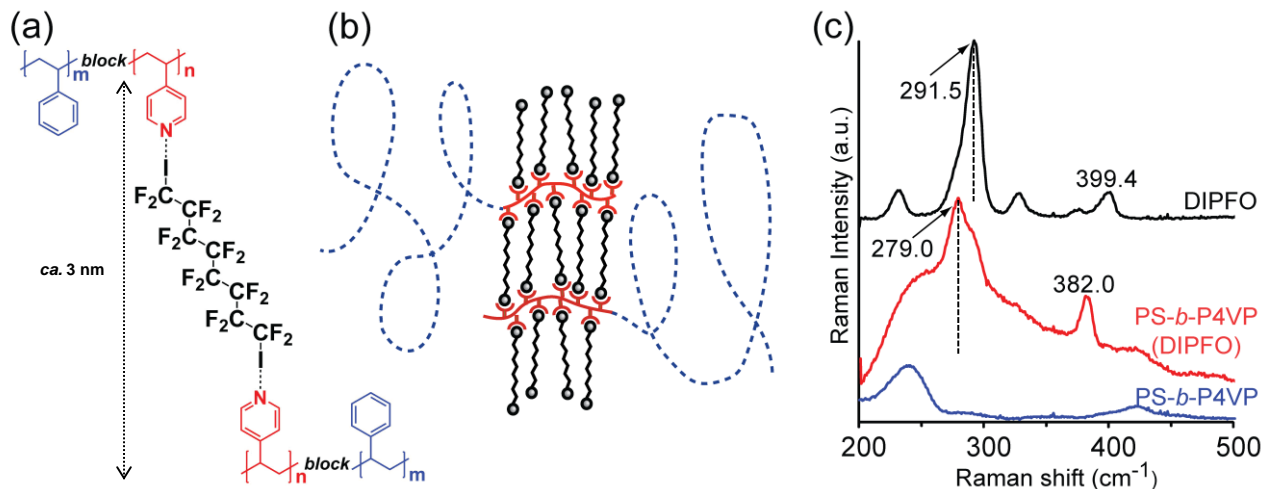 (a)
block
m
n
N
I
F₂C
CF₂
F₂C
CF₂
F₂C
CF₂
F₂C
CF₂
I
ca. 3 nm
N
n
block
m
(b)
(c)
Raman Intensity (a.u.)
291.5
399.4
DIPFO
279.0
382.0
PS-b-P4VP
(DIPFO)
PS-b-P4VP
200
300
400
500
Raman shift (cm⁻¹)